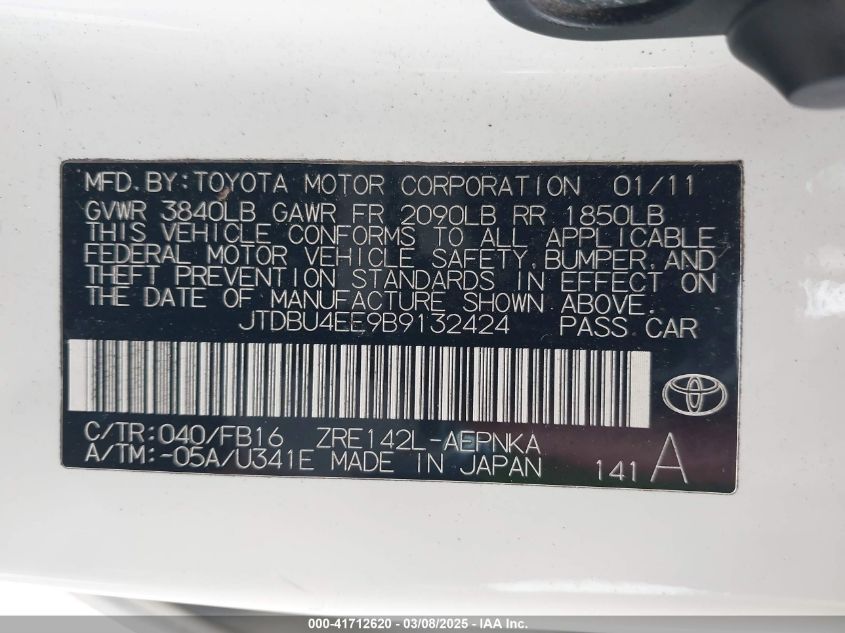 MFD. BY: TOYOTA MOTOR CORPORATION 01/11
GVWR 3840LB GAWR FR 2090LB RR 1850LB
THIS VEHICLE CONFORMS TO ALL APPLICABLE
FEDERAL MOTOR VEHICLE SAFETY, BUMPER, AND
THEFT PREVENTION STANDARDS IN EFFECT ON
THE DATE OF MANUFACTURE SHOWN ABOVE.
JTDBU4EE9B9132424 PASS CAR
C/TR: 040/FB16 ZRE142L-AEPNKA
A/TM: -05A/U341E MADE IN JAPAN 141 A
000-41712620 - 03/08/2025 - IAA Inc.